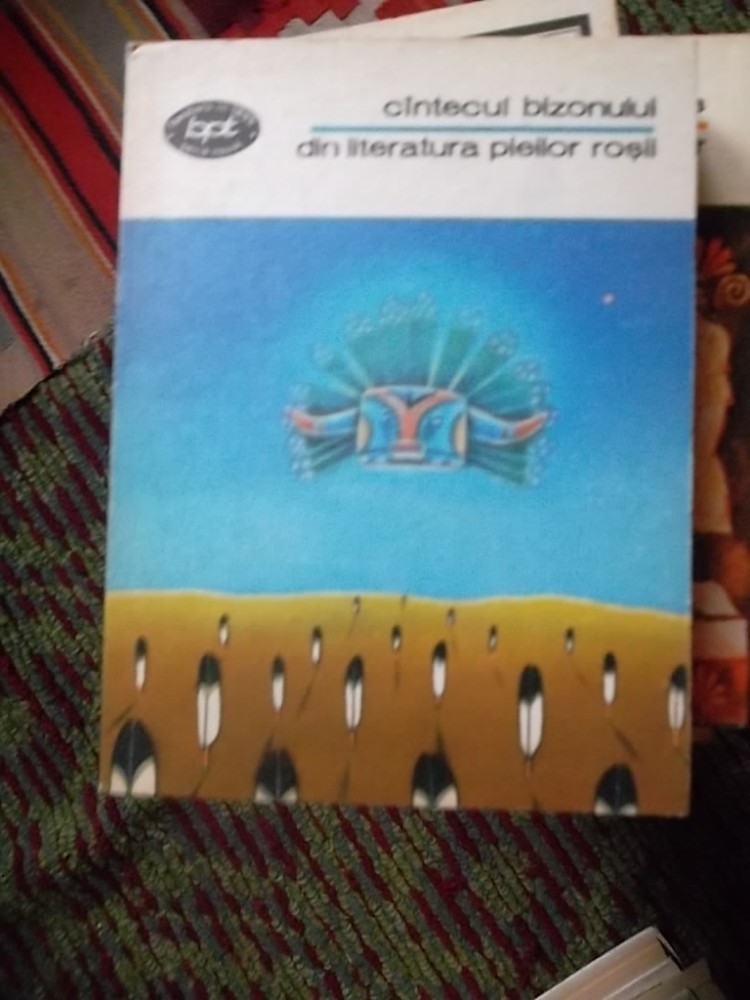 cîntecul bizonului
din literatura pieilor roșii
bpt